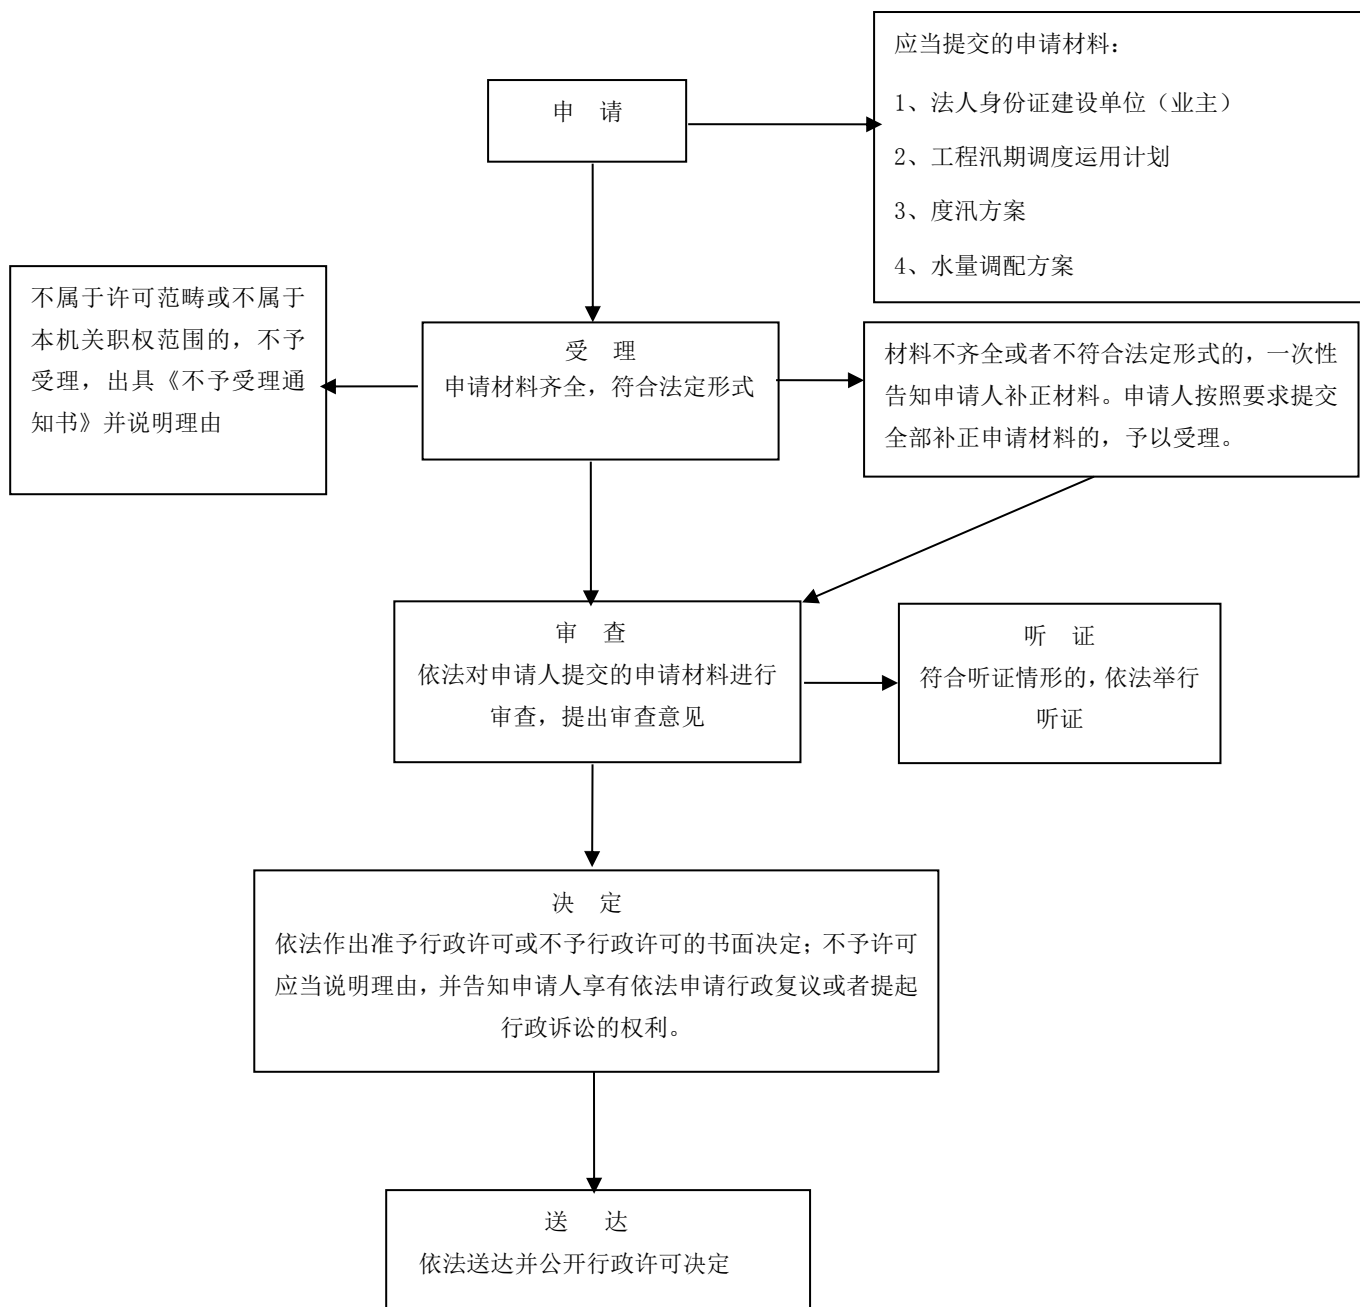 申 请
应当提交的申请材料：
1、法人身份证建设单位（业主）
2、工程汛期调度运用计划
3、度汛方案
4、水量调配方案
不属于许可范畴或不属于
本机关职权范围的，不予
受理，出具《不予受理通
知书》并说明理由
受 理
申请材料齐全，符合法定形式
材料不齐全或者不符合法定形式的，一次性
告知申请人补正材料。申请人按照要求提交
全部补正申请材料的，予以受理。
审 查
依法对申请人提交的申请材料进行
审查，提出审查意见
听 证
符合听证情形的，依法举行
听证
决 定
依法作出准予行政许可或不予行政许可的书面决定；不予许可
应当说明理由，并告知申请人享有依法申请行政复议或者提起
行政诉讼的权利。
送 达
依法送达并公开行政许可决定